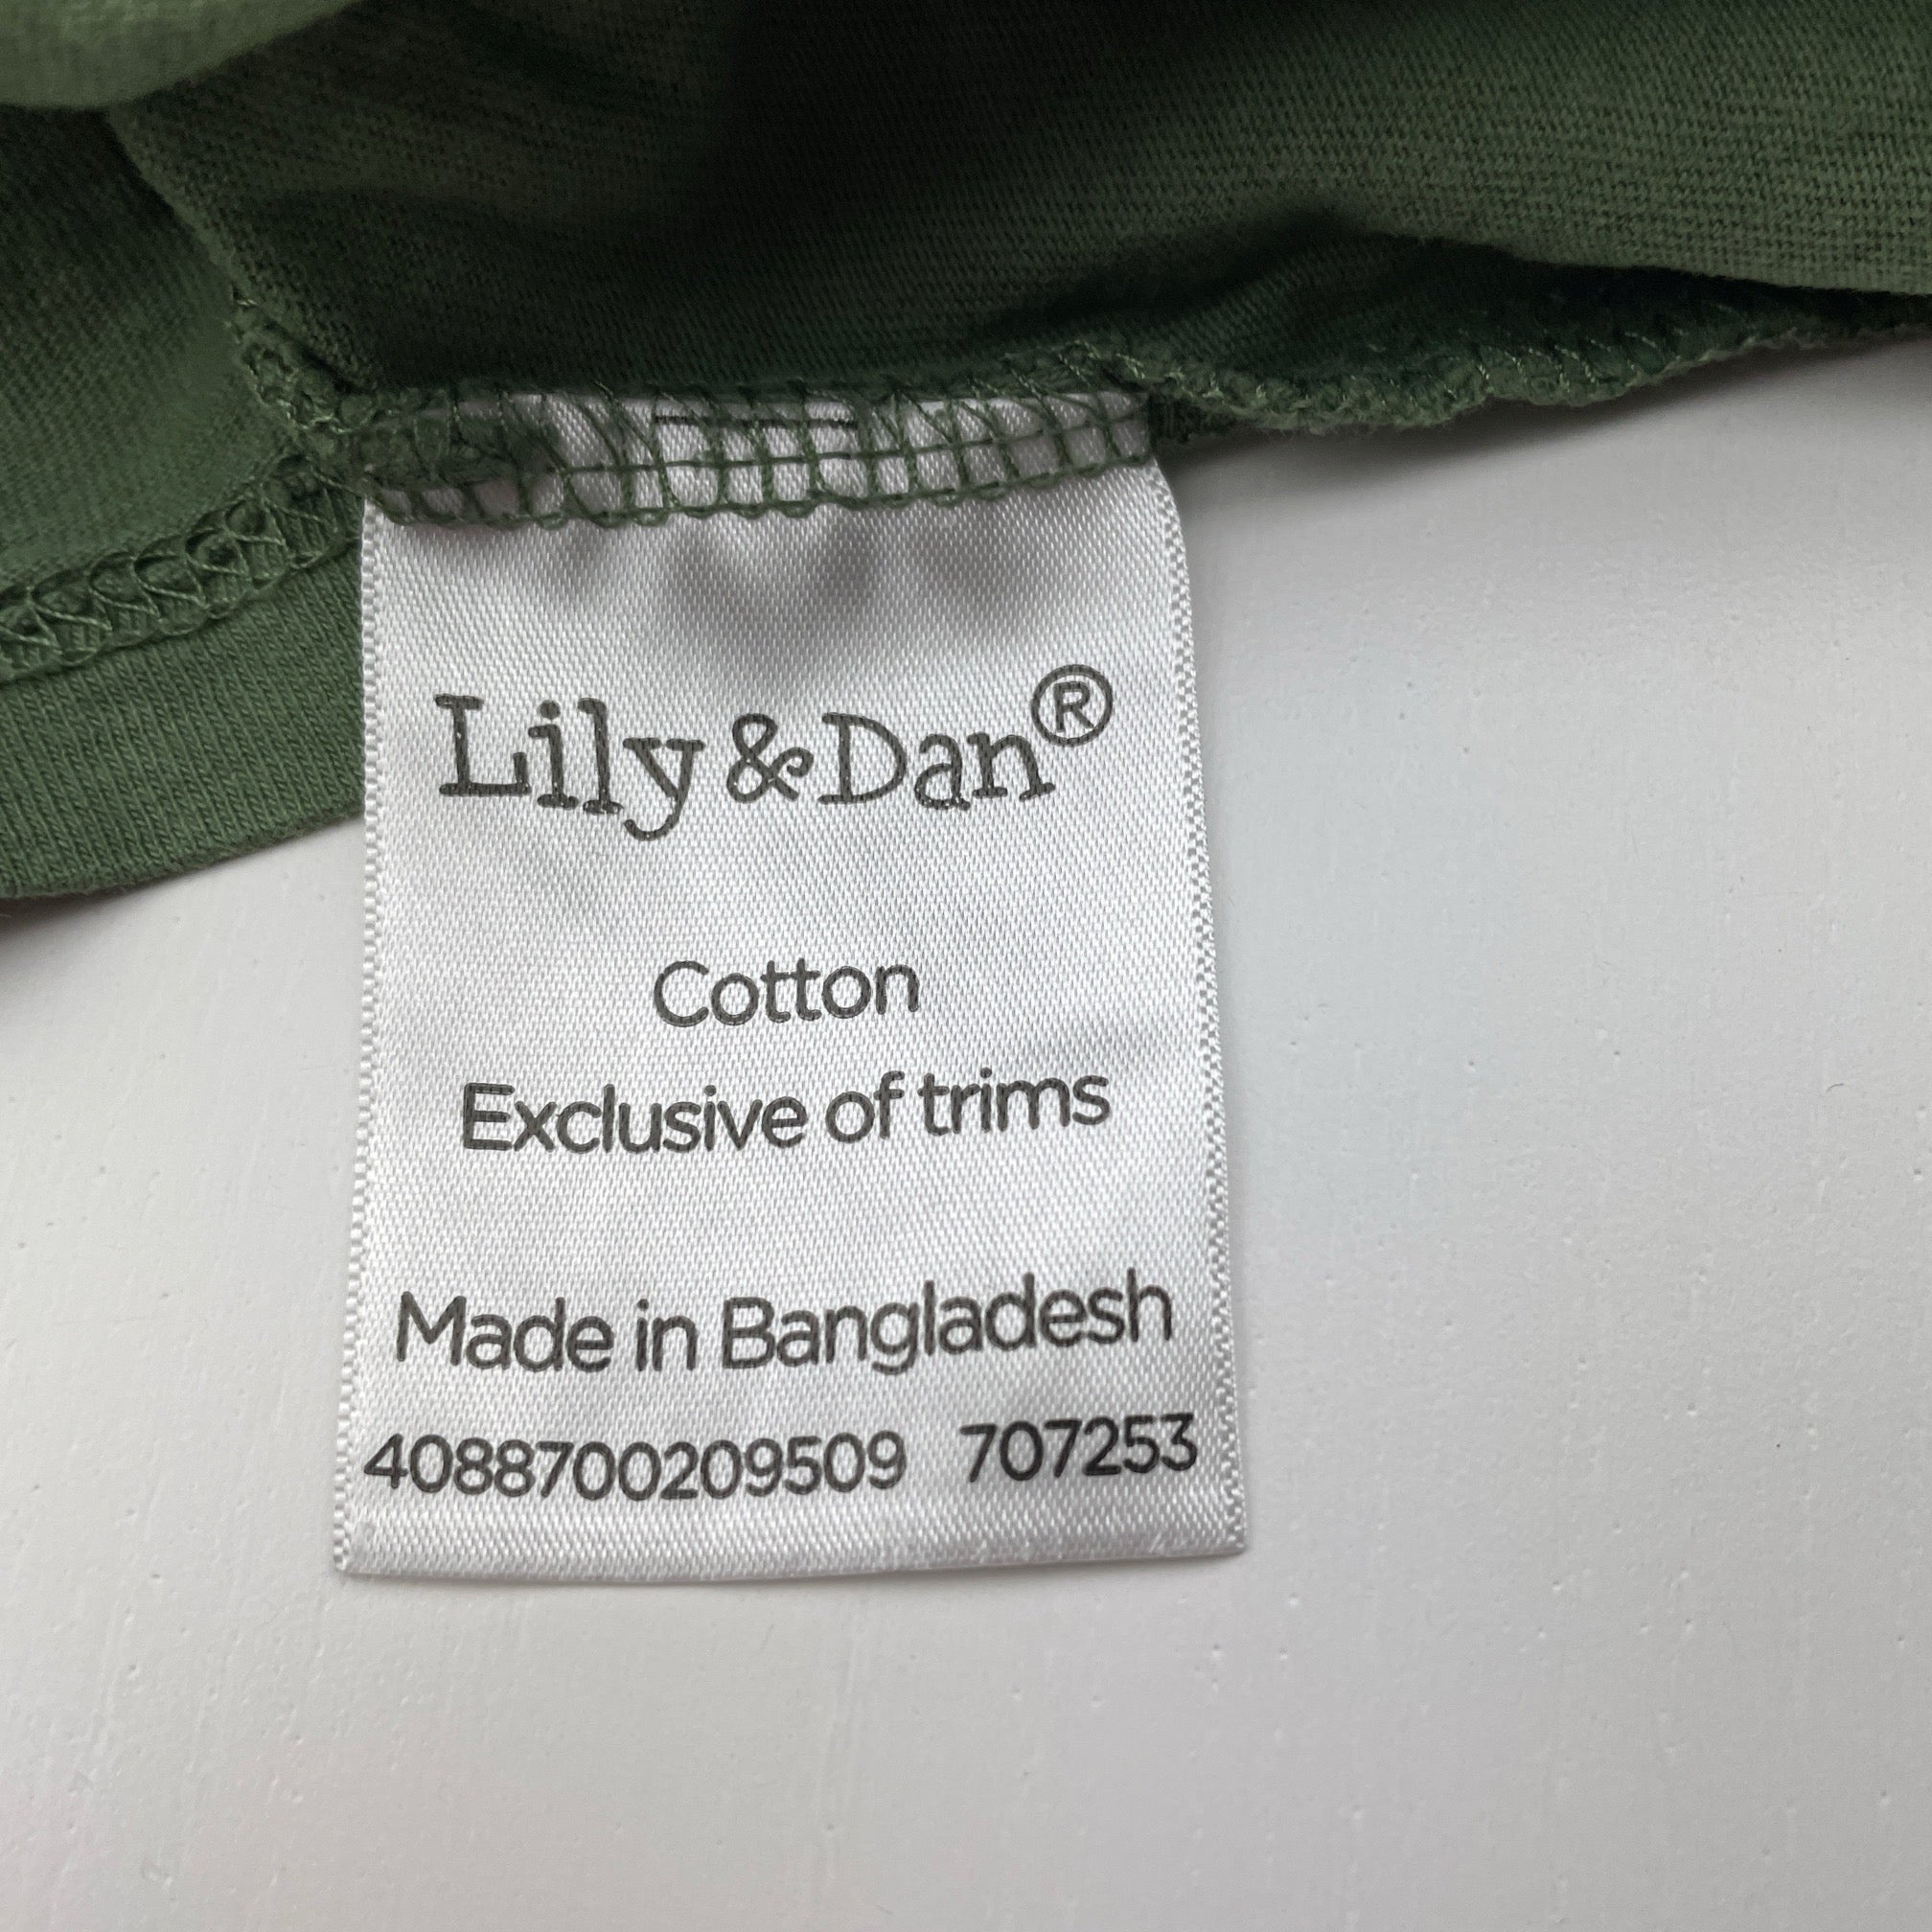 Lily & Dan®
Cotton
Exclusive of trims
Made in Bangladesh
4088700209509 707253